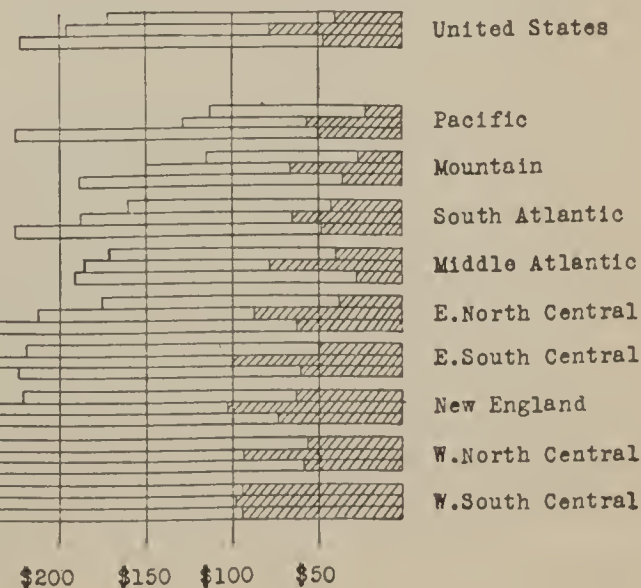 United States
Pacific
Mountain
South Atlantic
Middle Atlantic
E.North Central
E.South Central
New England
W.North Central
W.South Central
$200 $150 $100 $50